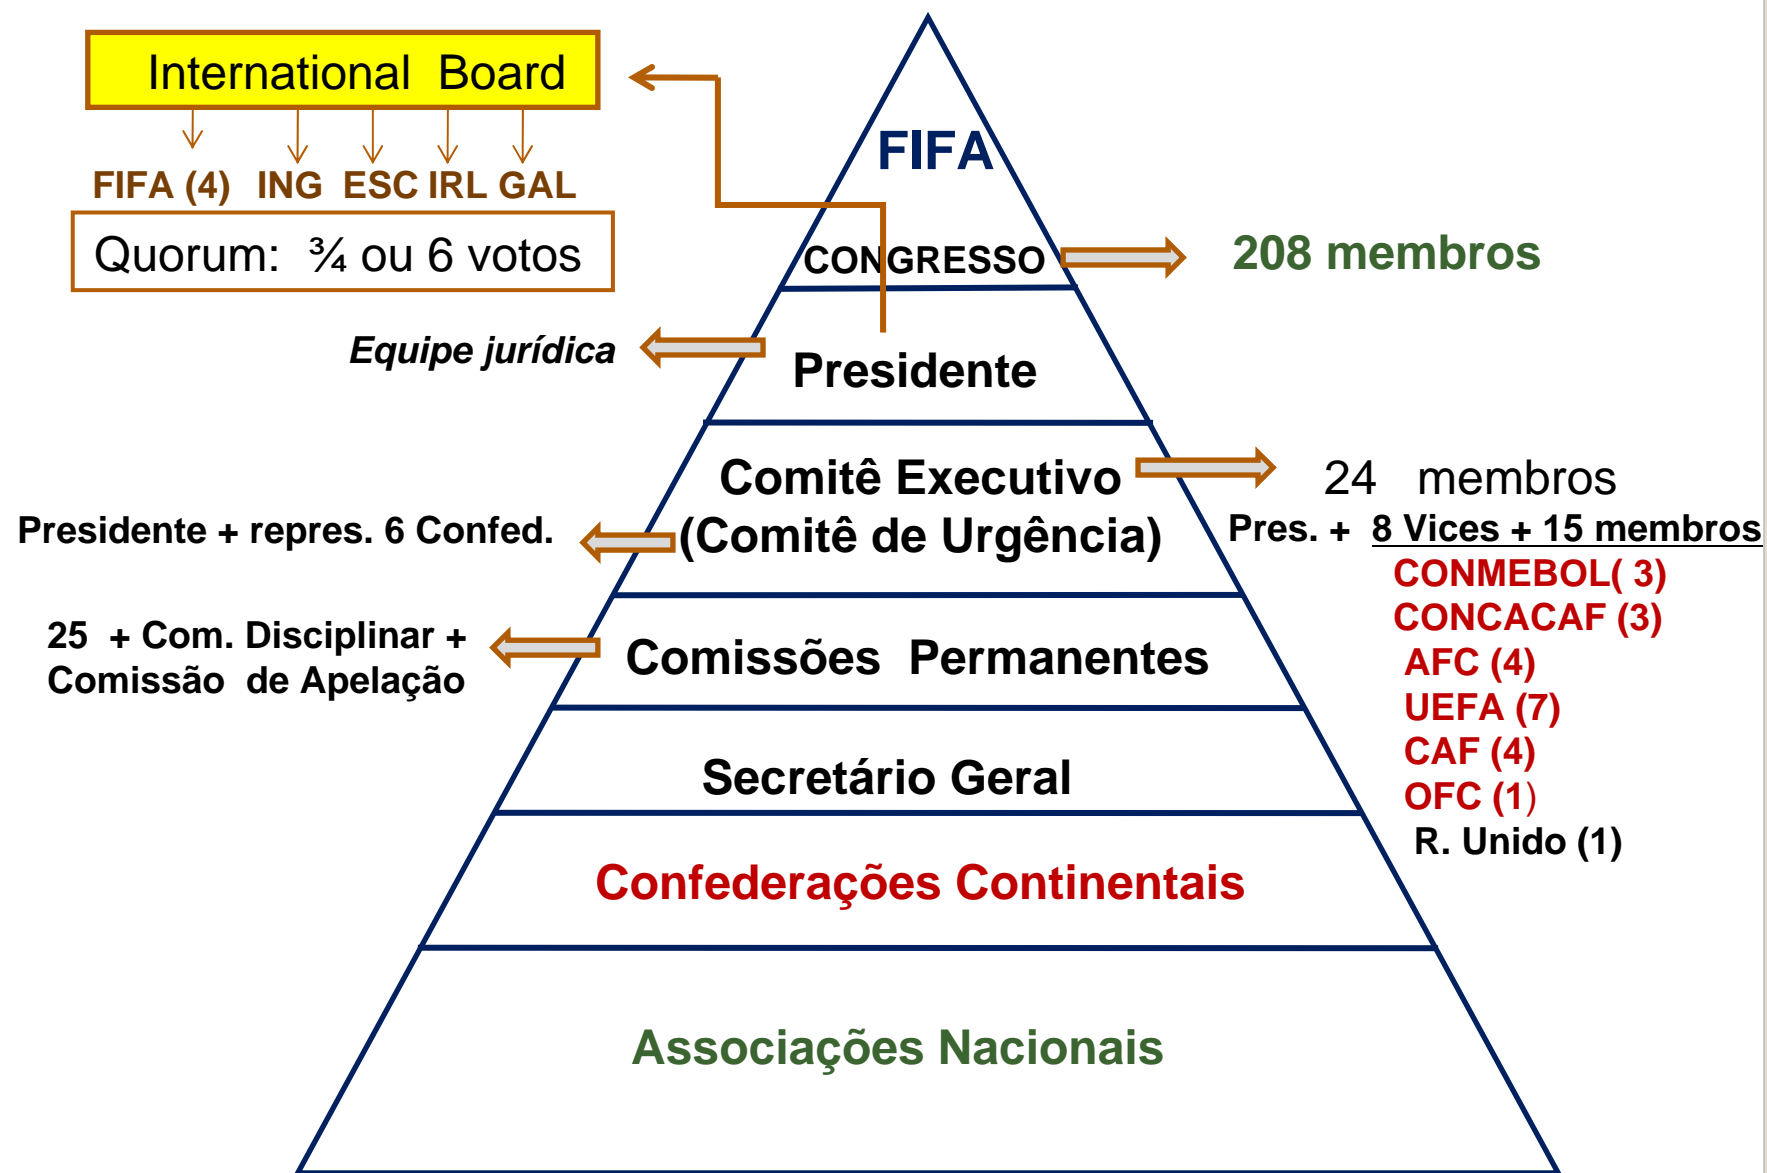 International Board
FIFA (4) ING ESC IRL GAL
Quorum: ¾ ou 6 votos
FIFA
CONGRESSO
208 membros
Equipe jurídica
Presidente
Comitê Executivo
(Comitê de Urgência)
24 membros
Pres. + 8 Vices + 15 membros
CONMEBOL( 3)
CONCACAF (3)
AFC (4)
UEFA (7)
CAF (4)
OFC (1)
R. Unido (1)
Presidente + repres. 6 Confed.
25 + Com. Disciplinar +
Comissão de Apelação
Comissões Permanentes
Secretário Geral
Confederações Continentais
Associações Nacionais